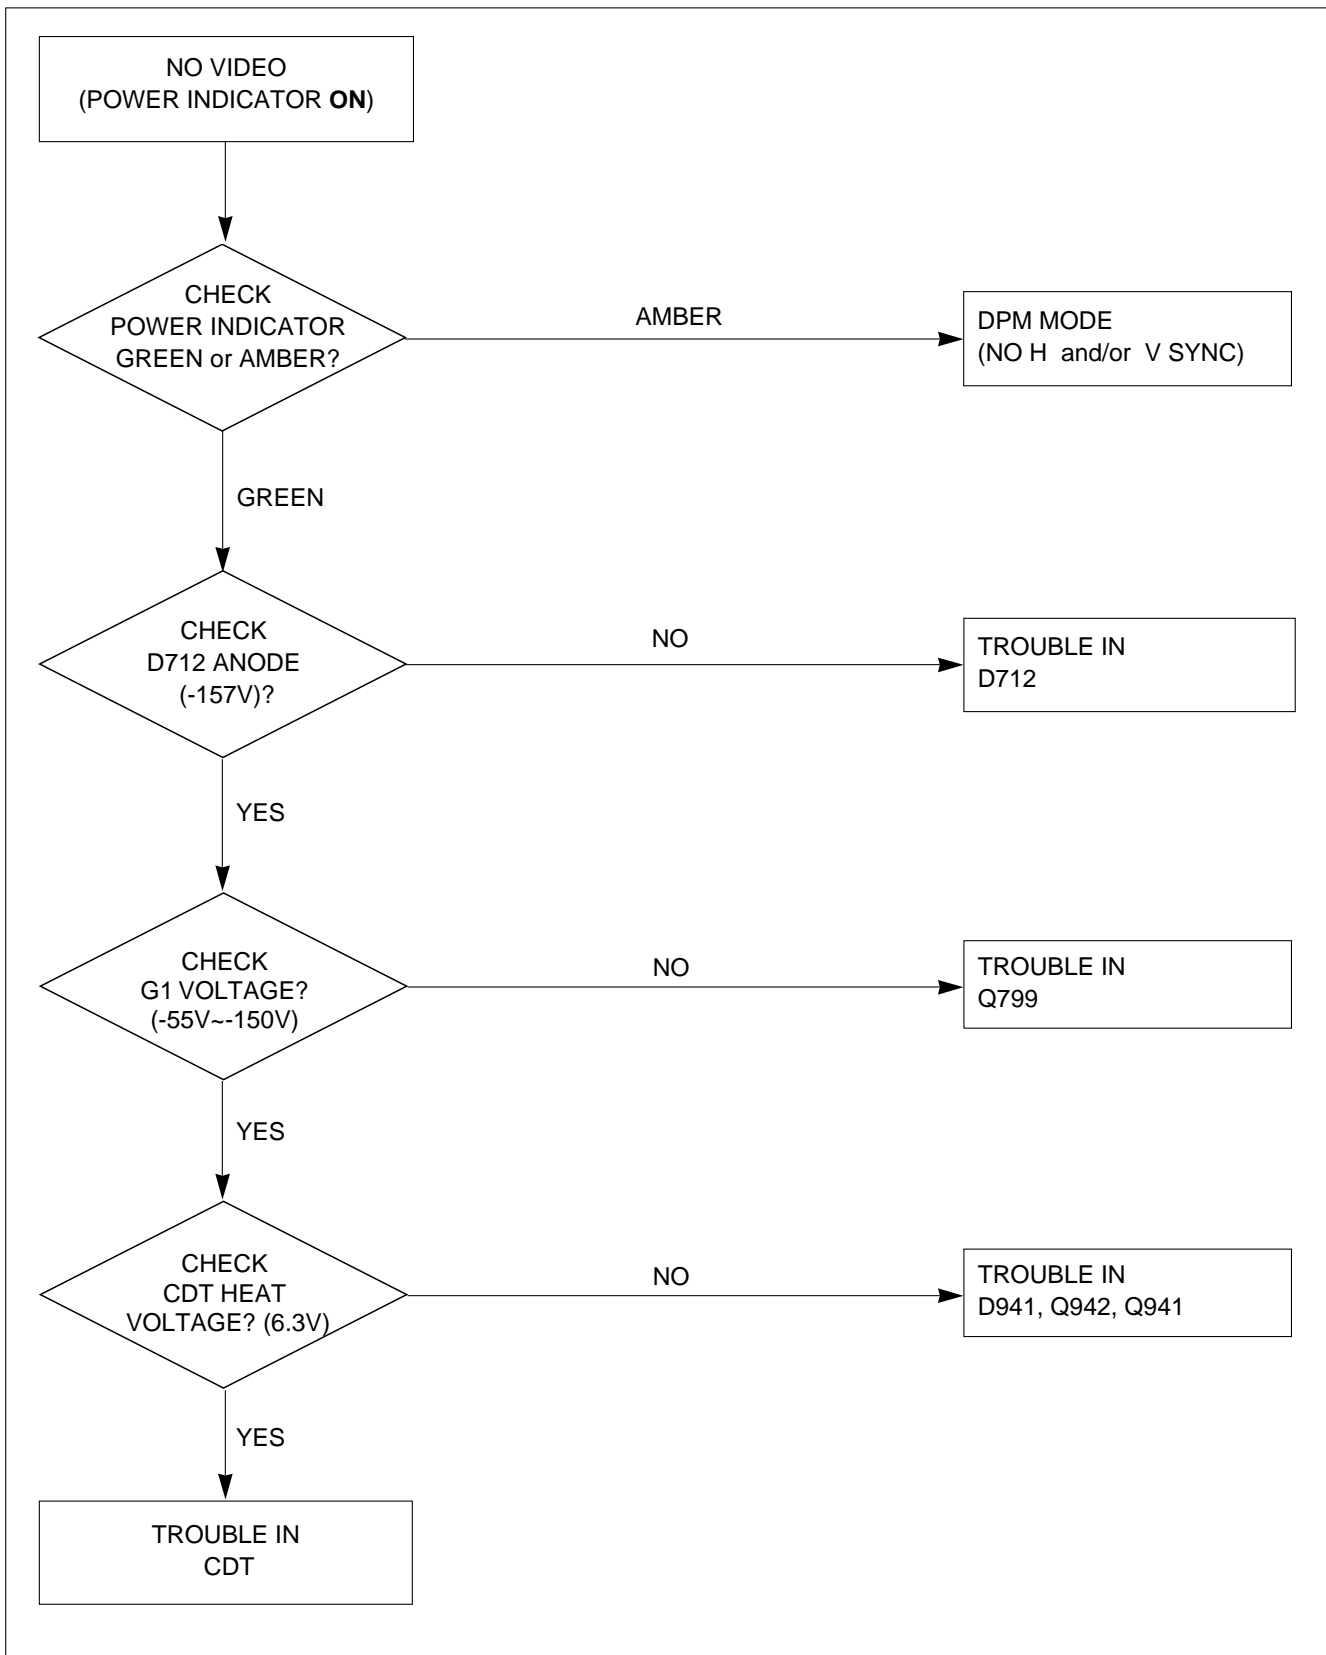 NO VIDEO
(POWER INDICATOR ON)
CHECK
POWER INDICATOR
GREEN or AMBER?
AMBER
DPM MODE
(NO H and/or V SYNC)
GREEN
CHECK
D712 ANODE
(-157V)?
NO
TROUBLE IN
D712
YES
CHECK
G1 VOLTAGE?
(-55V~-150V)
NO
TROUBLE IN
Q799
YES
CHECK
CDT HEAT
VOLTAGE? (6.3V)
NO
TROUBLE IN
D941, Q942, Q941
YES
TROUBLE IN
CDT